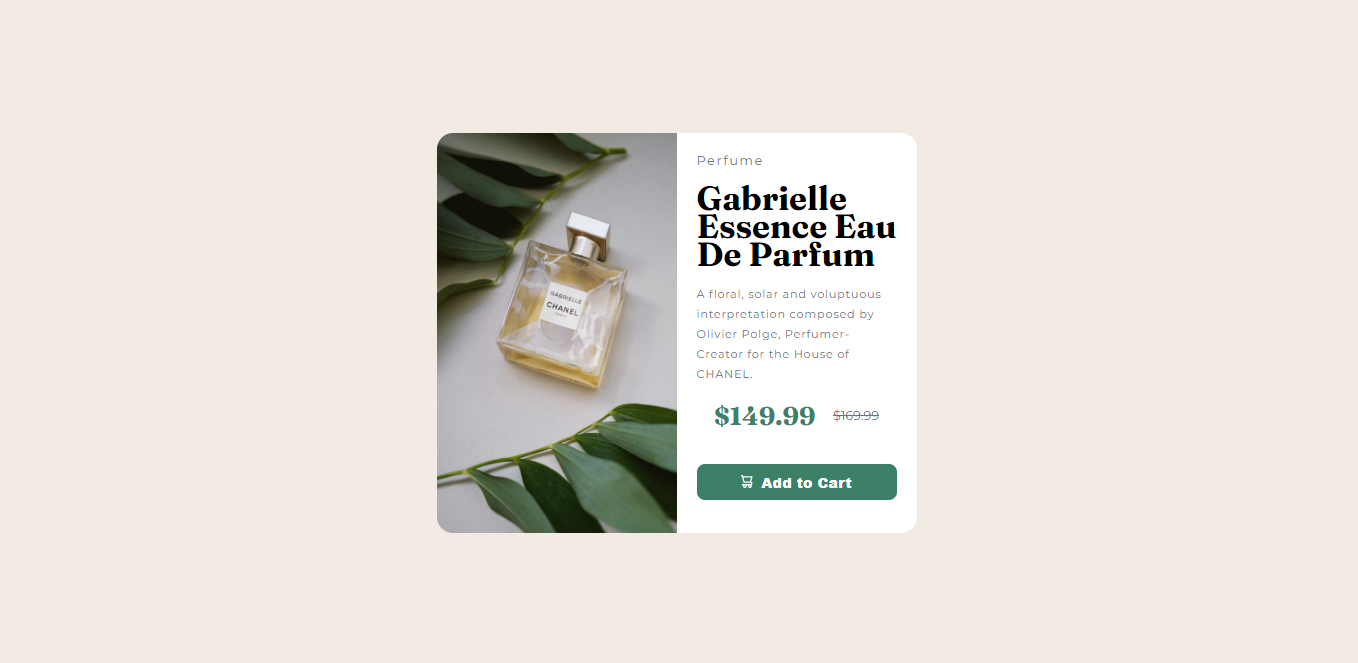 Perfume
Gabrielle
Essence Eau
De Parfum
A floral, solar and voluptuous
interpretation composed by
Olivier Polge, Perfumer-
Creator for the House of
CHANEL.
$149.99 $169.99
Add to Cart
GABRIELLE
CHANEL
PARIS